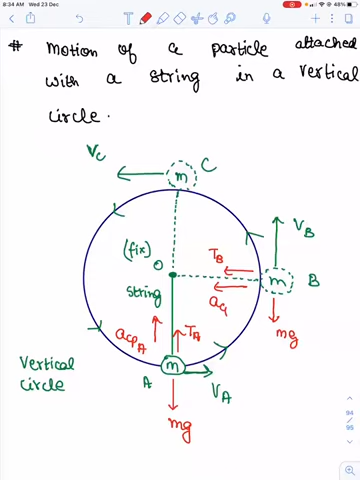 8:34 AM Wed 23 Dec
48%
# Motion of a particle attached
with a string in a vertical
circle.
VC
C
m
VB
(fix)
O
TB
m
B
string
ac
acpA
TA
mg
Vertical
circle
A
m
VA
mg
94
95